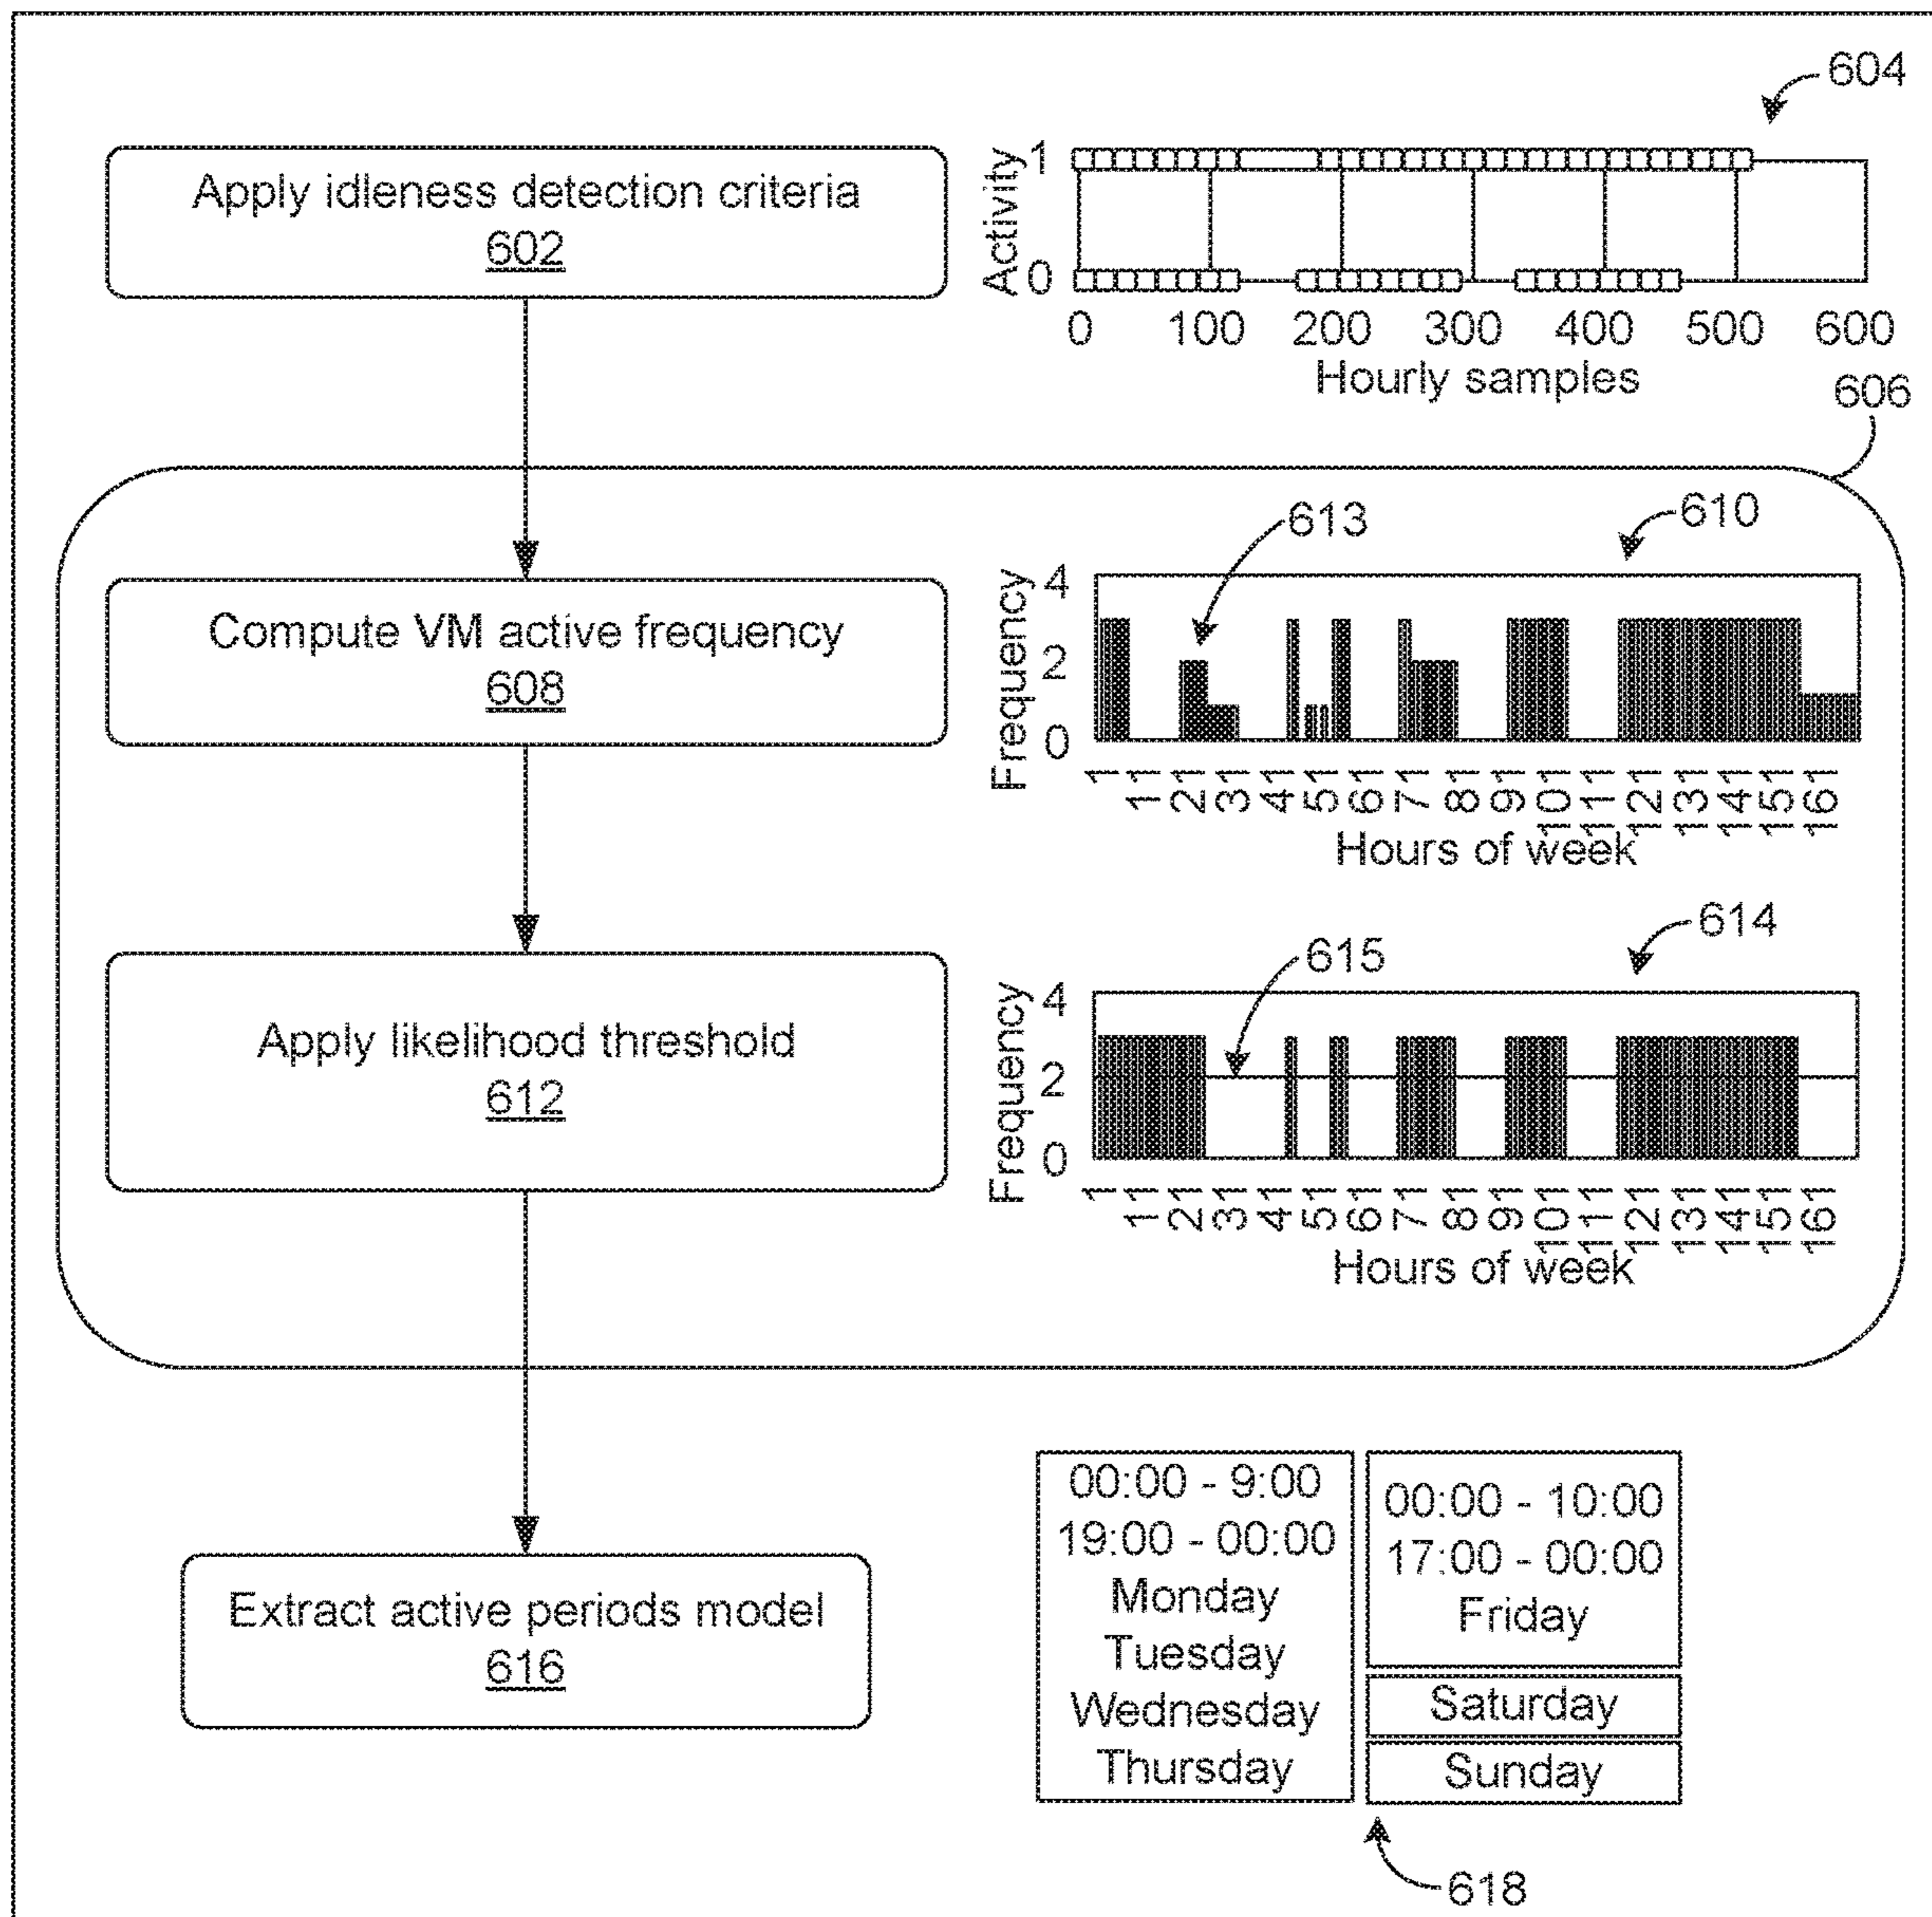 604
Apply idleness detection criteria
602
Activity
1
0
0 100 200 300 400 500 600
Hourly samples
606
613
610
Compute VM active frequency
608
Frequency
4
2
0
1 11 21 31 41 51 61 71 81 91 101 111 121 131 141 151 161
Hours of week
614
615
Apply likelihood threshold
612
Frequency
4
2
0
1 11 21 31 41 51 61 71 81 91 101 111 121 131 141 151 161
Hours of week
Extract active periods model
616
00:00 - 9:00
19:00 - 00:00
Monday
Tuesday
Wednesday
Thursday
00:00 - 10:00
17:00 - 00:00
Friday
Saturday
Sunday
618